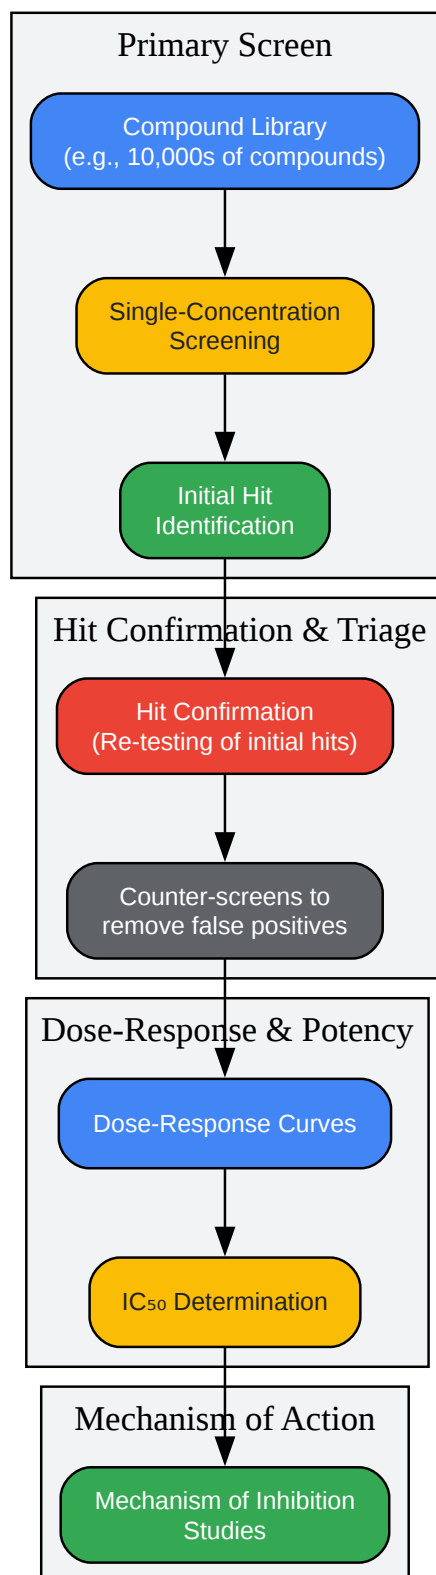 Primary Screen
Compound Library
(e.g., 10,000s of compounds)
Single-Concentration
Screening
Initial Hit
Identification
Hit Confirmation & Triage
Hit Confirmation
(Re-testing of initial hits)
Counter-screens to
remove false positives
Dose-Response & Potency
Dose-Response Curves
IC₅₀ Determination
Mechanism of Action
Mechanism of Inhibition
Studies